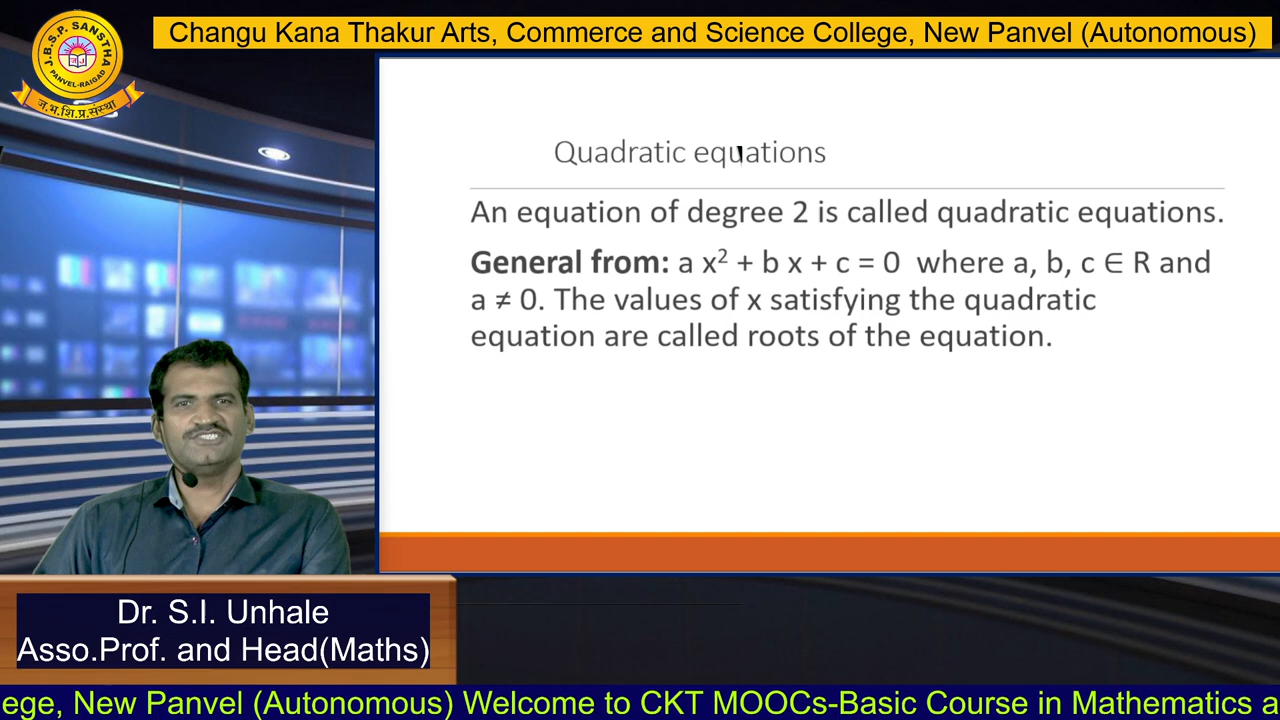 Changu Kana Thakur Arts, Commerce and Science College, New Panvel (Autonomous)
J.B.S.P. SANSTHA
PANVEL-RAIGAD
ज.भ.शि.प्र.संस्था
Quadratic equations
An equation of degree 2 is called quadratic equations.
General from: a x² + b x + c = 0 where a, b, c ∈ R and
a ≠ 0. The values of x satisfying the quadratic
equation are called roots of the equation.
Dr. S.I. Unhale
Asso.Prof. and Head(Maths)
ege, New Panvel (Autonomous) Welcome to CKT MOOCs-Basic Course in Mathematics a